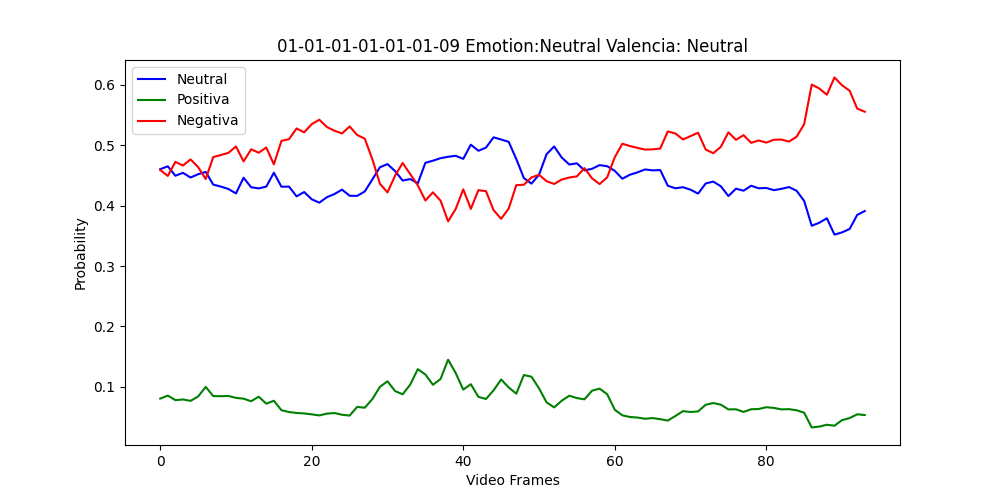 01-01-01-01-01-01-09 Emotion:Neutral Valencia: Neutral
Neutral
Positiva
Negativa
Probability
0.6
0.5
0.4
0.3
0.2
0.1
0 20 40 60 80
Video Frames